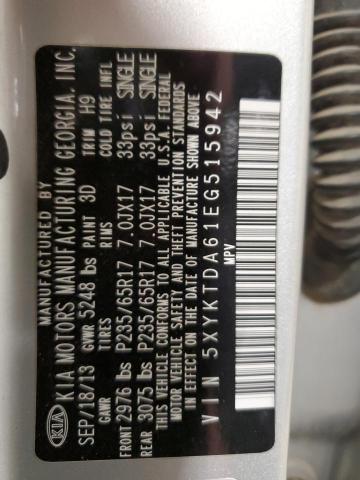 MANUFACTURED BY
KIA KIA MOTORS MANUFACTURING GEORGIA, INC.
SEP/18/13 GVWR 5248 lbs PAINT 3D TRIM H9
GAWR TIRES RIMS COLD TIRE INFL
FRONT 2976 lbs P235/65R17 7.0JX17 33psi SINGLE
REAR 3075 lbs P235/65R17 7.0JX17 33psi SINGLE
THIS VEHICLE CONFORMS TO ALL APPLICABLE U.S.A. FEDERAL
MOTOR VEHICLE SAFETY AND THEFT PREVENTION STANDARDS
IN EFFECT ON THE DATE OF MANUFACTURE SHOWN ABOVE
VIN 5XYKTDA61EG515942
MPV